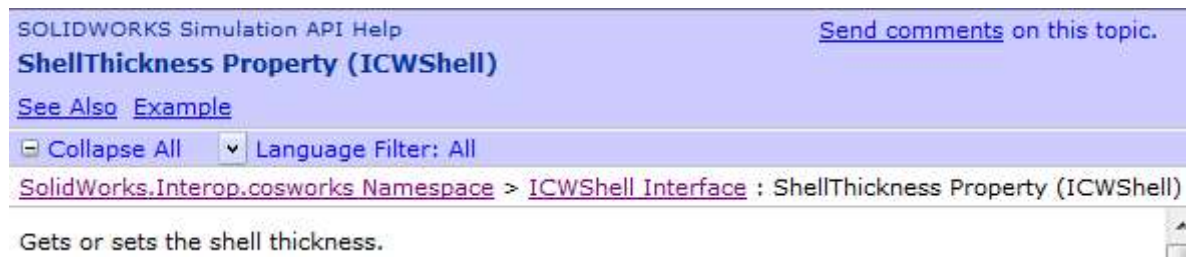 SOLIDWORKS Simulation API Help
Send comments on this topic.
ShellThickness Property (ICWShell)
See Also Example
Collapse All Language Filter: All
SolidWorks.Interop.cosworks Namespace > ICWShell Interface : ShellThickness Property (ICWShell)
Gets or sets the shell thickness.